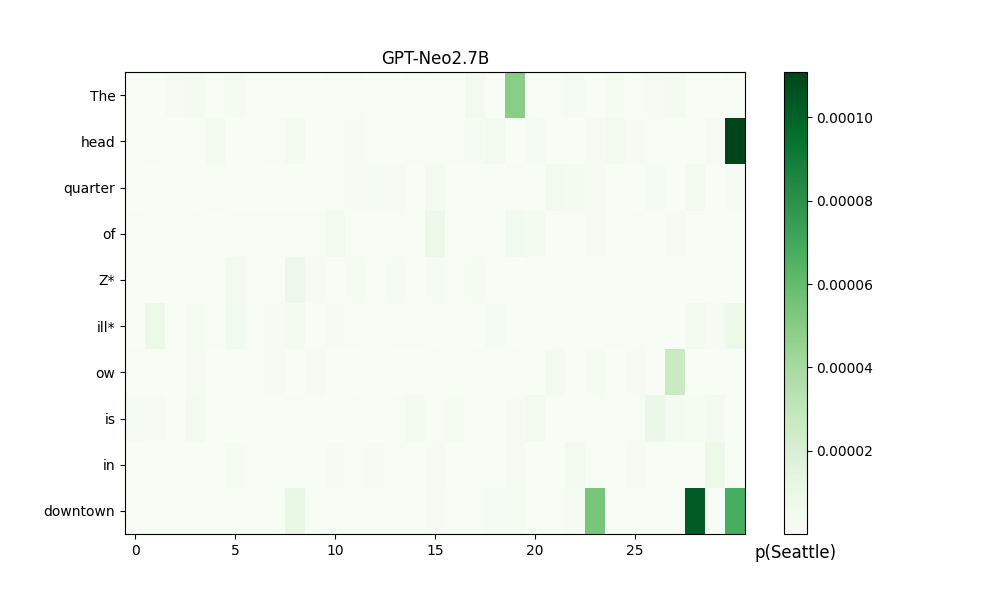 GPT-Neo2.7B
The
head
quarter
of
Z*
ill*
ow
is
in
downtown
0 5 10 15 20 25
0.00010
0.00008
0.00006
0.00004
0.00002
p(Seattle)